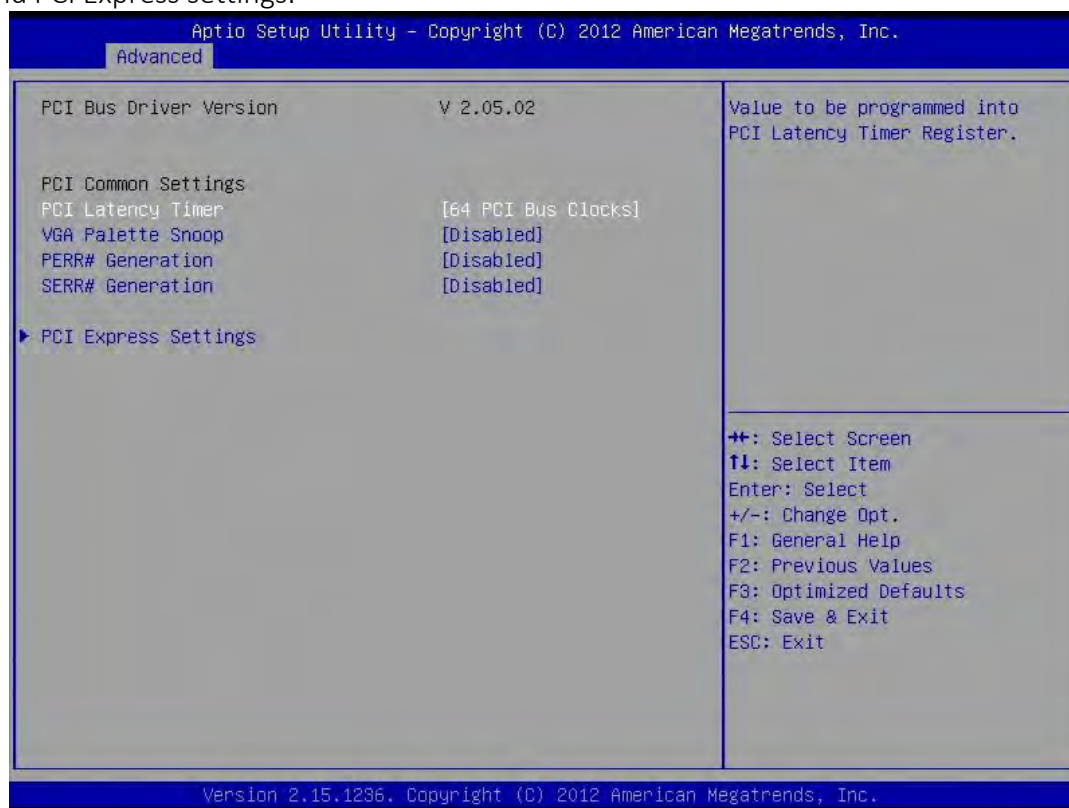 PCI Express settings.
Aptio Setup Utility – Copyright (C) 2012 American Megatrends, Inc.
Advanced
PCI Bus Driver Version V 2.05.02
PCI Common Settings
PCI Latency Timer [64 PCI Bus Clocks]
VGA Palette Snoop [Disabled]
PERR# Generation [Disabled]
SERR# Generation [Disabled]
▶ PCI Express Settings
Value to be programmed into
PCI Latency Timer Register.
→←: Select Screen
↑↓: Select Item
Enter: Select
+/-: Change Opt.
F1: General Help
F2: Previous Values
F3: Optimized Defaults
F4: Save & Exit
ESC: Exit
Version 2.15.1236. Copyright (C) 2012 American Megatrends, Inc.